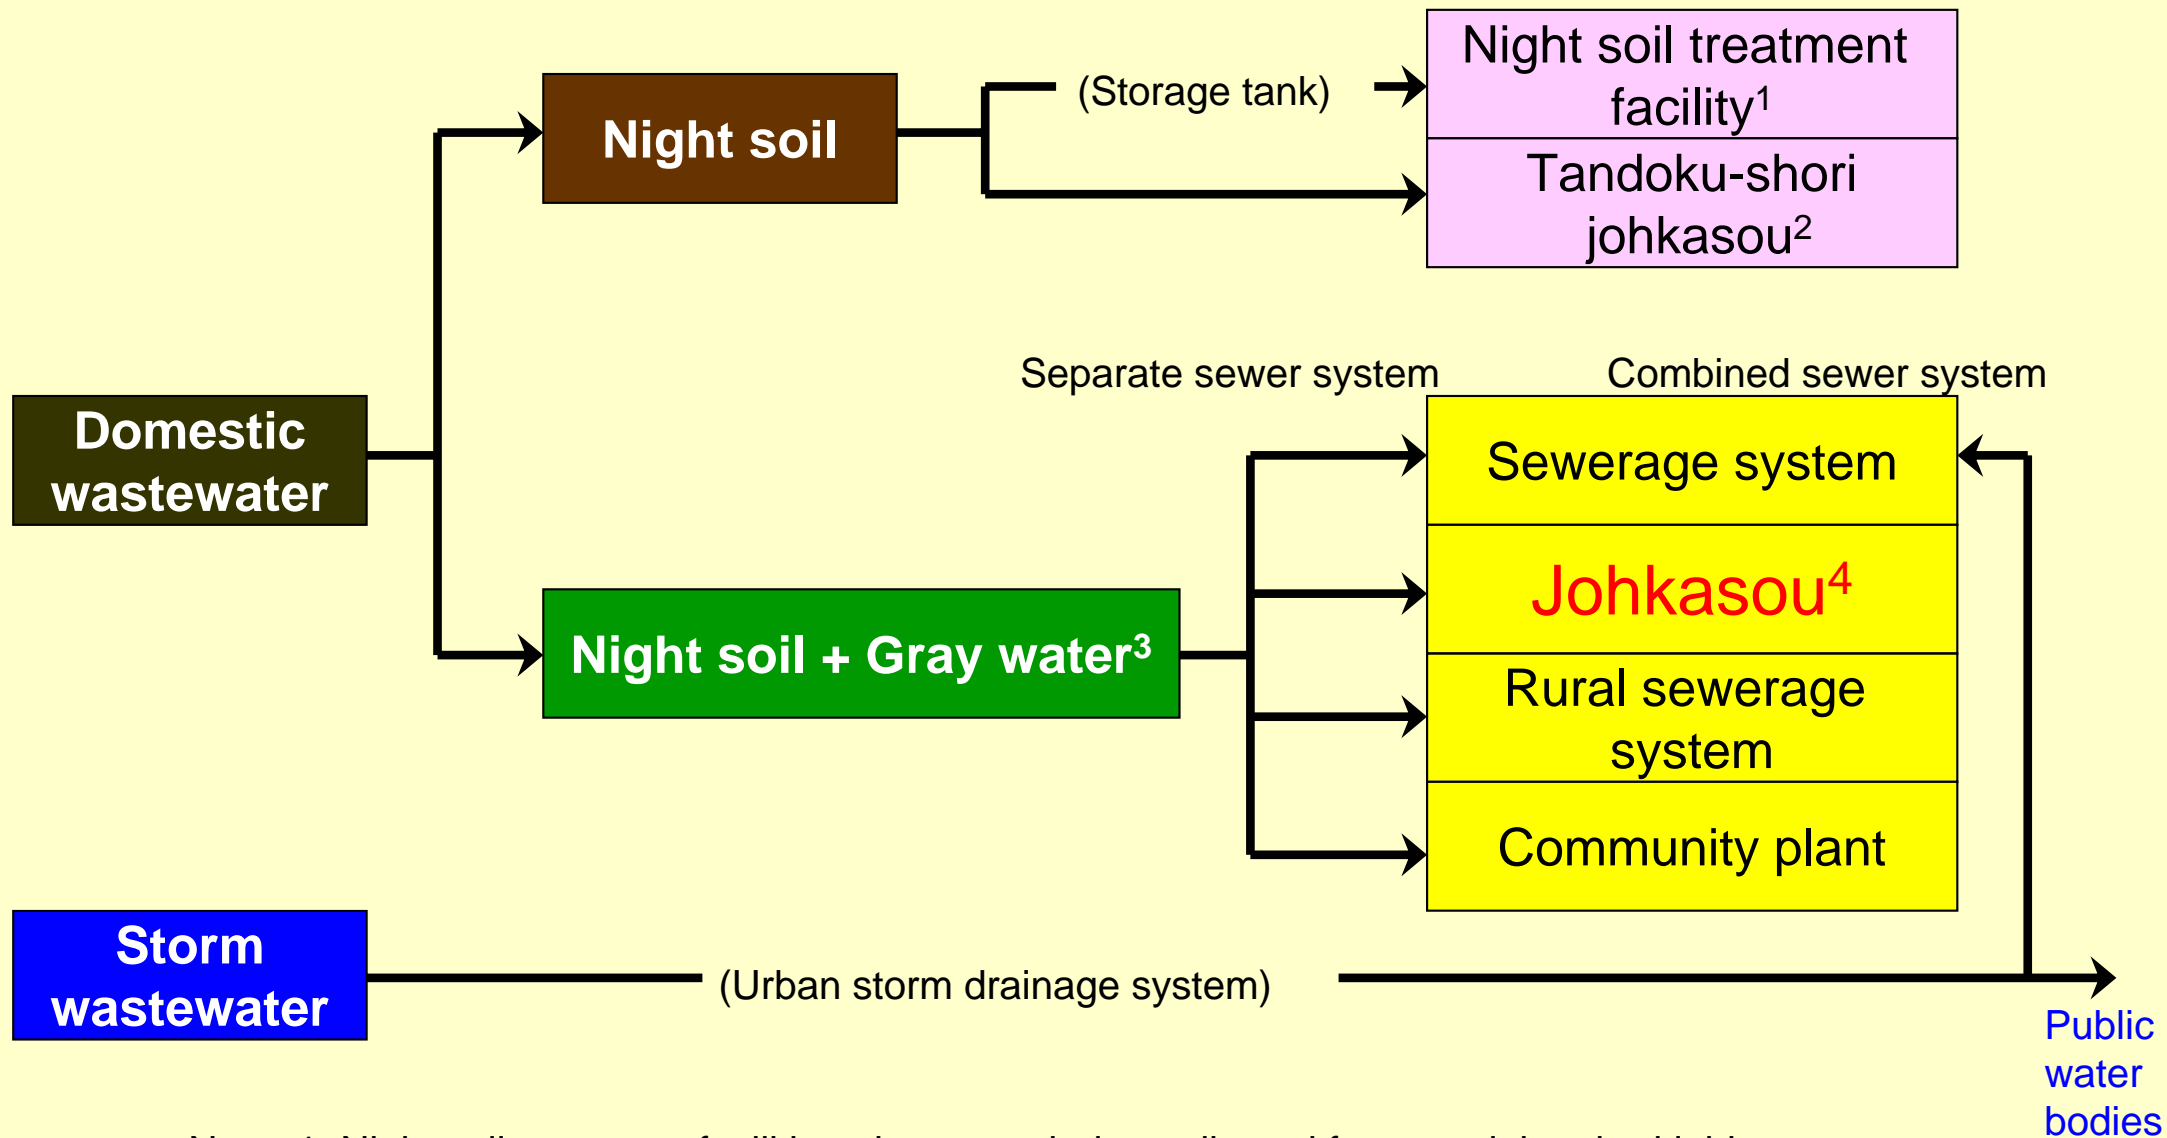 Night soil treatment
facility¹
(Storage tank)
Night soil
Tandoku-shori
johkasou²
Separate sewer system
Combined sewer system
Domestic
wastewater
Sewerage system
Johkasou⁴
Night soil + Gray water³
Rural sewerage
system
Community plant
Storm
wastewater
(Urban storm drainage system)
Public
water
bodies